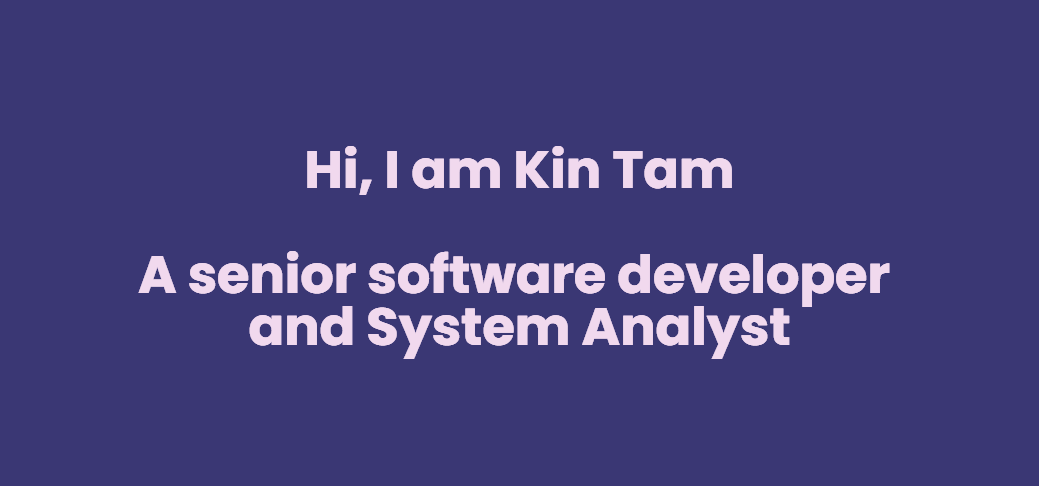 Hi, I am Kin Tam
A senior software developer
and System Analyst